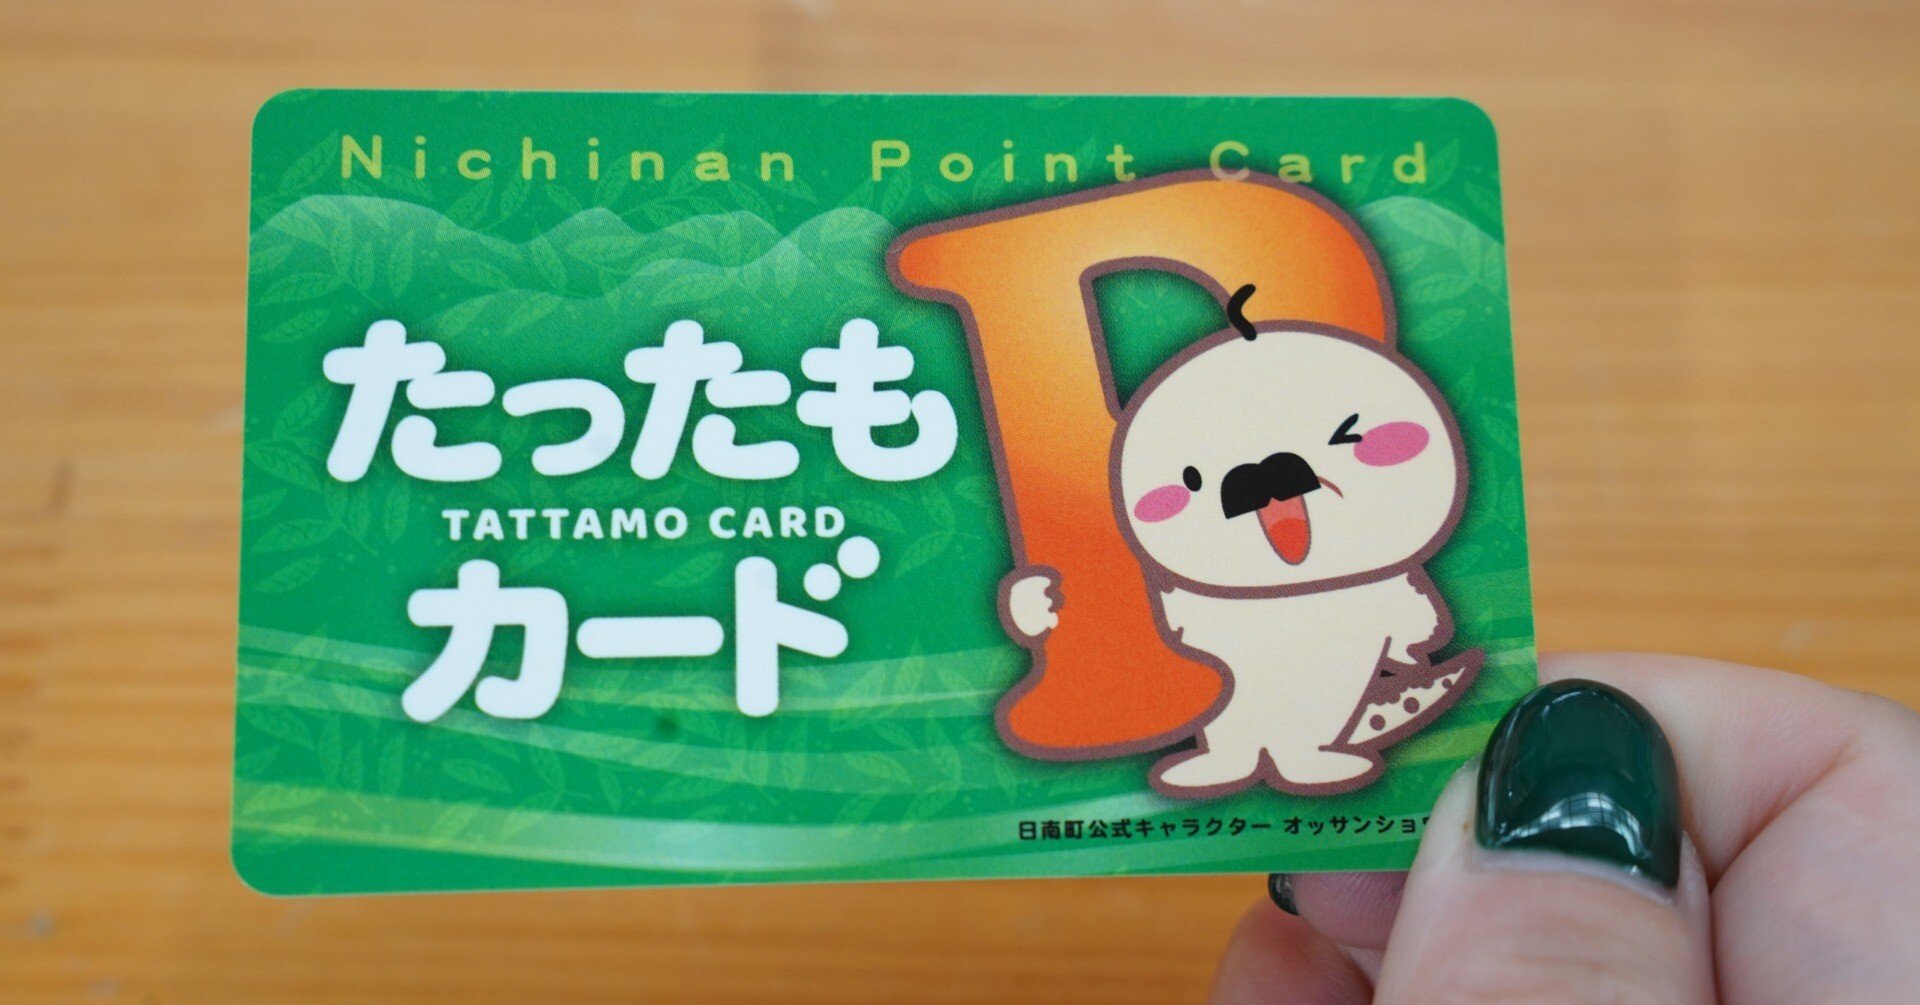 Nichinan Point Card
たったも
TATTAMO CARD
カード
日南町公式キャラクター オッサンショウ